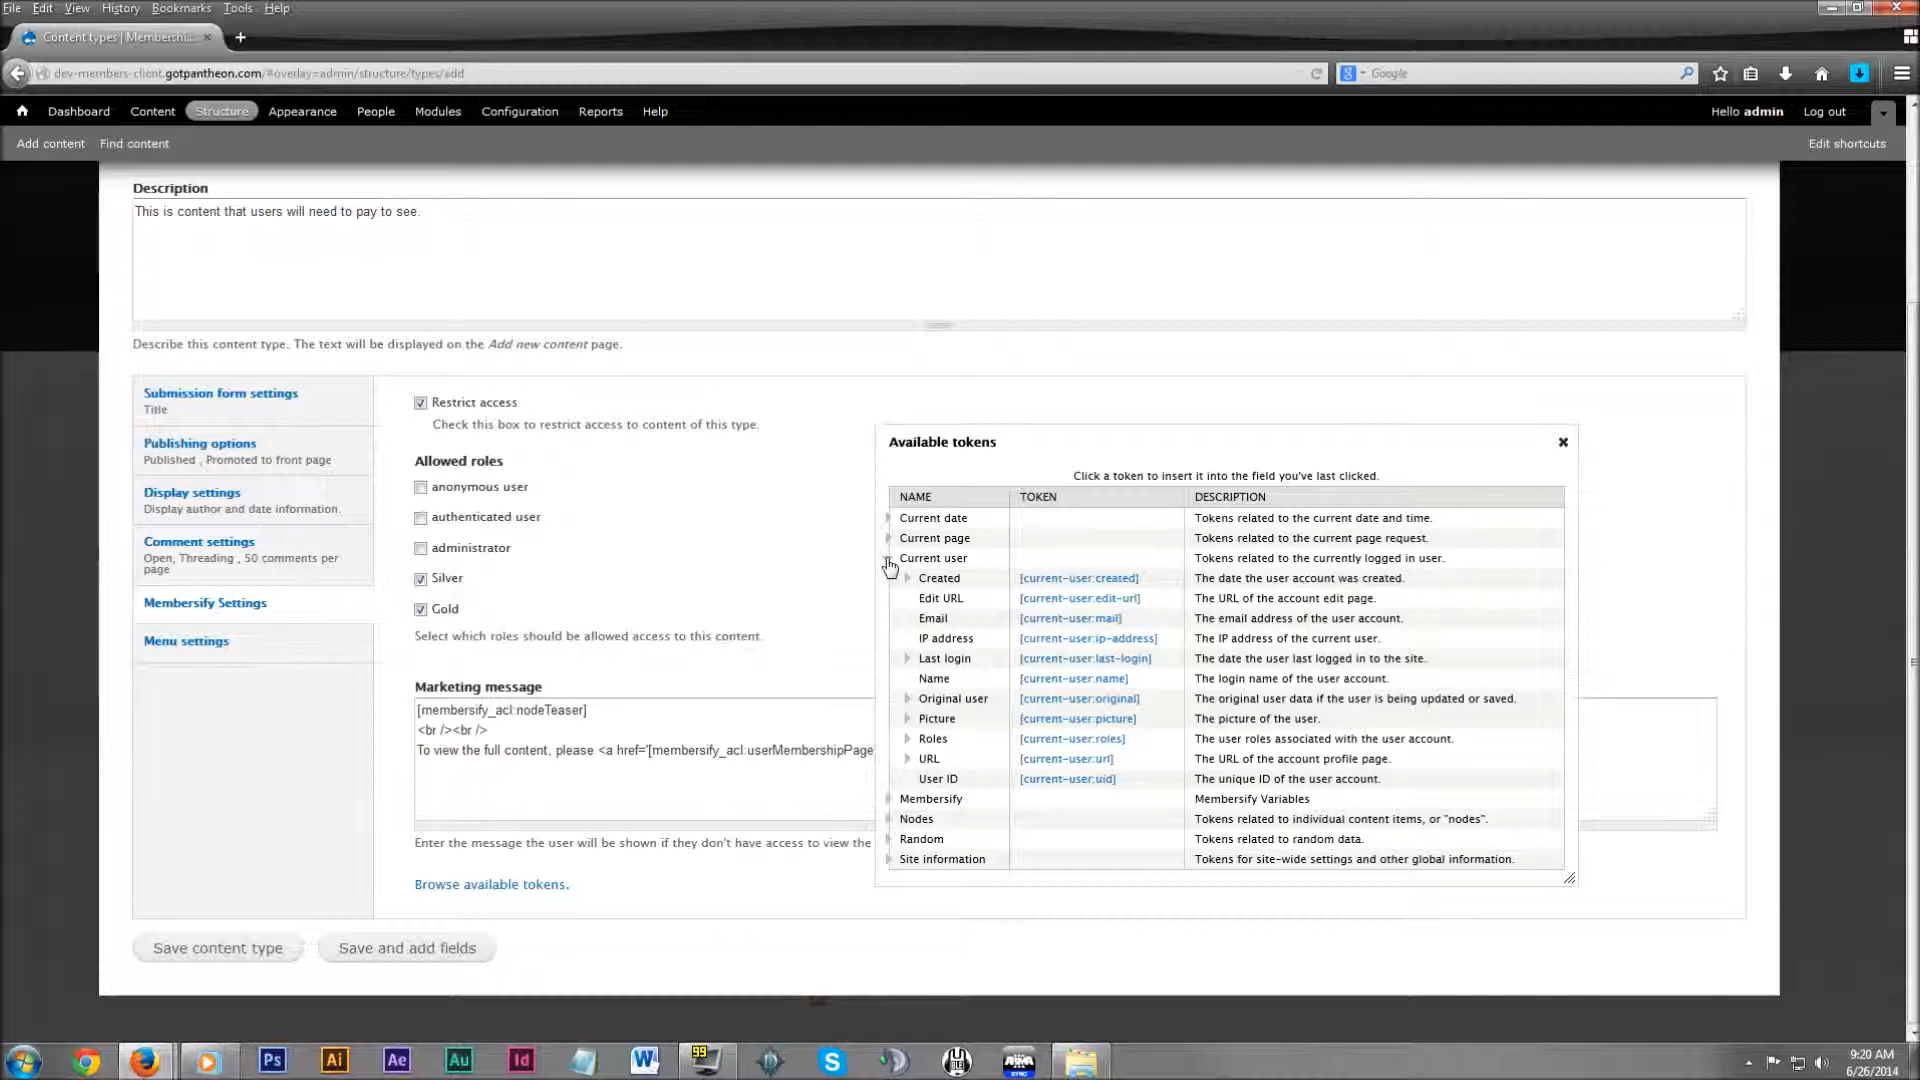 File Edit View History Bookmarks Tools Help
Content types | Membershi...
dev-members-client.gotpantheon.com/#overlay=admin/structure/types/add
Google
Dashboard Content Structure Appearance People Modules Configuration Reports Help
Hello admin Log out
Add content Find content
Edit shortcuts
Description
This is content that users will need to pay to see.
Describe this content type. The text will be displayed on the Add new content page.
Submission form settings
Title
Publishing options
Published , Promoted to front page
Display settings
Display author and date information.
Comment settings
Open, Threading , 50 comments per
page
Membersify Settings
Menu settings
Restrict access
Check this box to restrict access to content of this type.
Allowed roles
anonymous user
authenticated user
administrator
Silver
Gold
Select which roles should be allowed access to this content.
Marketing message
[membersify_acl:nodeTeaser]
<br /><br />
To view the full content, please <a href='[membersify_acl:userMembershipPage
Enter the message the user will be shown if they don't have access to view the
Browse available tokens.
Available tokens
Click a token to insert it into the field you've last clicked.
NAME TOKEN DESCRIPTION
Current date Tokens related to the current date and time.
Current page Tokens related to the current page request.
Current user Tokens related to the currently logged in user.
Created [current-user:created] The date the user account was created.
Edit URL [current-user:edit-url] The URL of the account edit page.
Email [current-user:mail] The email address of the user account.
IP address [current-user:ip-address] The IP address of the current user.
Last login [current-user:last-login] The date the user last logged in to the site.
Name [current-user:name] The login name of the user account.
Original user [current-user:original] The original user data if the user is being updated or saved.
Picture [current-user:picture] The picture of the user.
Roles [current-user:roles] The user roles associated with the user account.
URL [current-user:url] The URL of the account profile page.
User ID [current-user:uid] The unique ID of the user account.
Membersify Membersify Variables
Nodes Tokens related to individual content items, or "nodes".
Random Tokens related to random data.
Site information Tokens for site-wide settings and other global information.
Save content type Save and add fields
Ps Ai Ae Au Id W 99 S
9:20 AM
6/26/2014